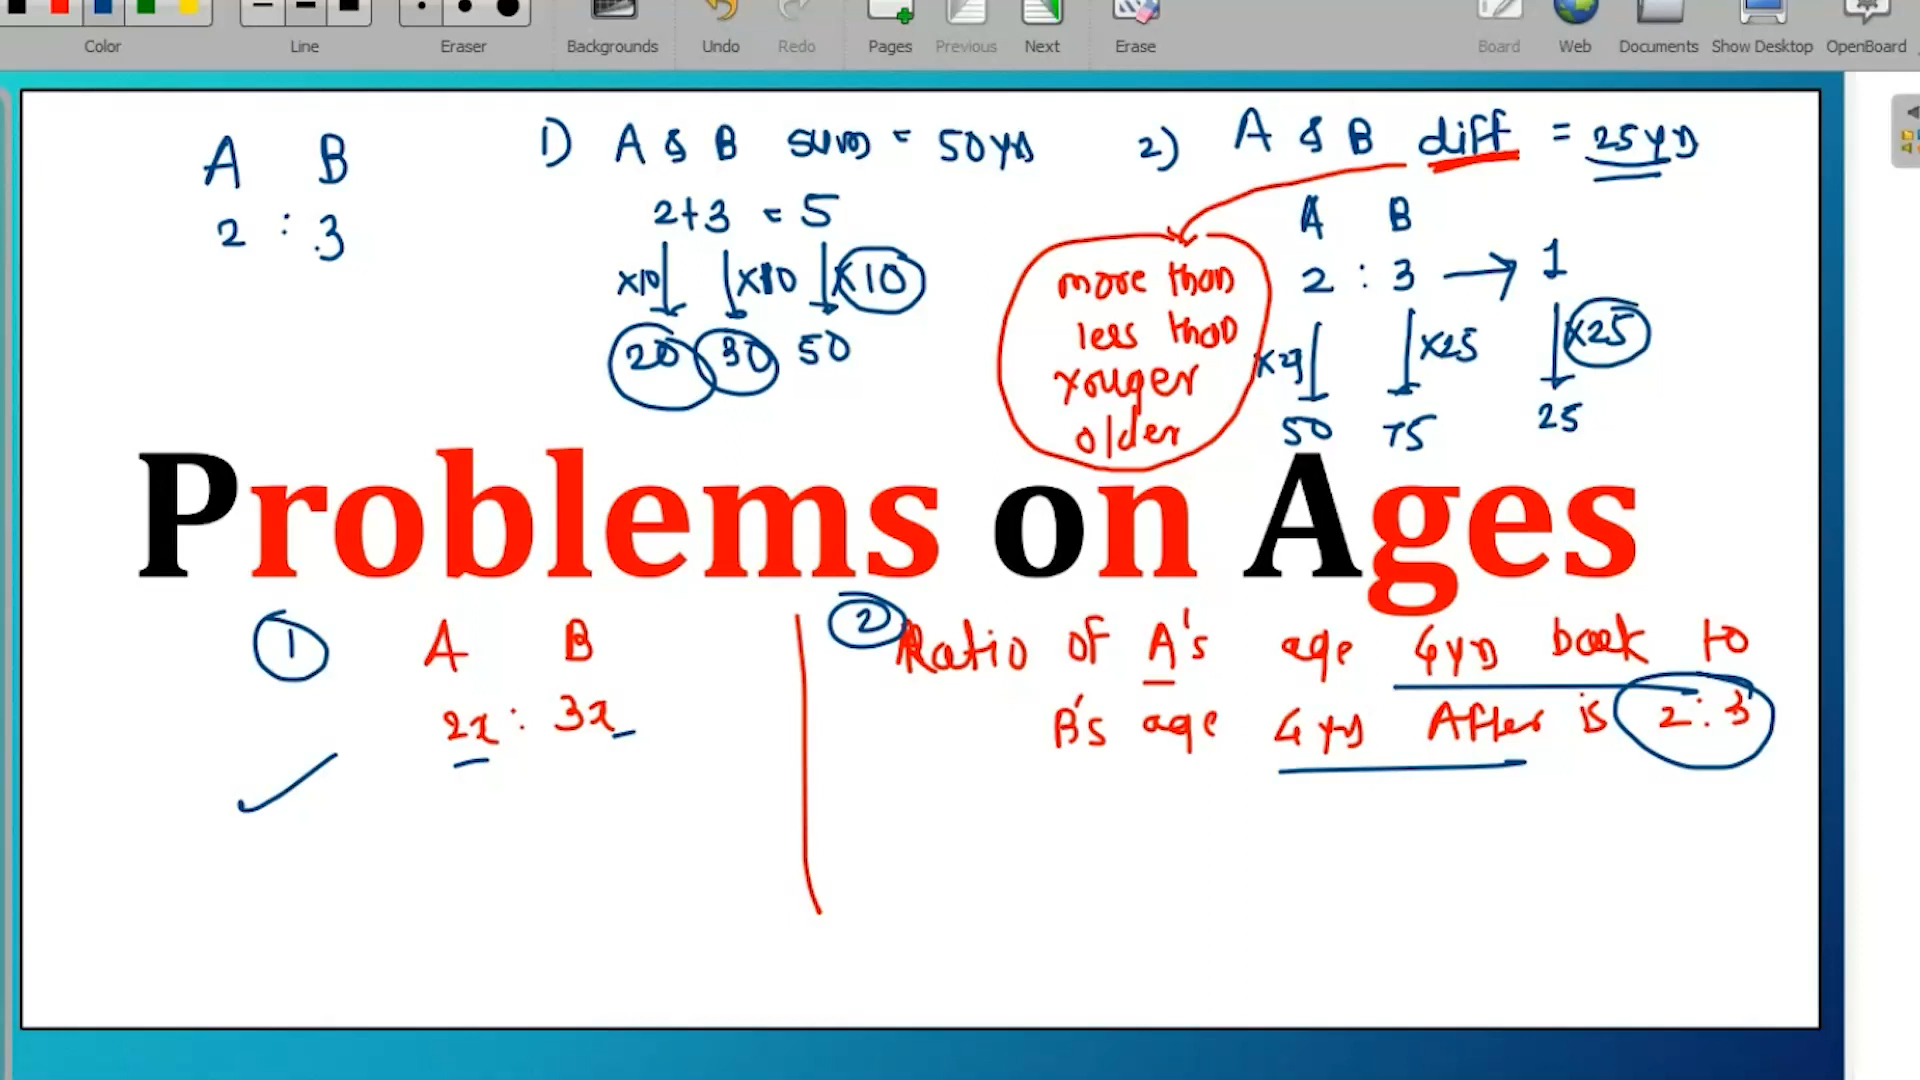 Color Line Eraser Backgrounds Undo Redo Pages Previous Next Erase Board Web Documents Show Desktop OpenBoard
A B
2 : 3
1) A & B sum = 50 yrs
2+3 = 5
x10 x10 x10
20 30 50
2) A & B diff = 25 yrs
A B
2 : 3 → 1
more than
less than
youger
older
x25 x25
50 75 25
Problems on Ages
1 A B
2x : 3x
2 Ratio of A's age 4 yrs back to
B's age 4 yrs After is 2:3